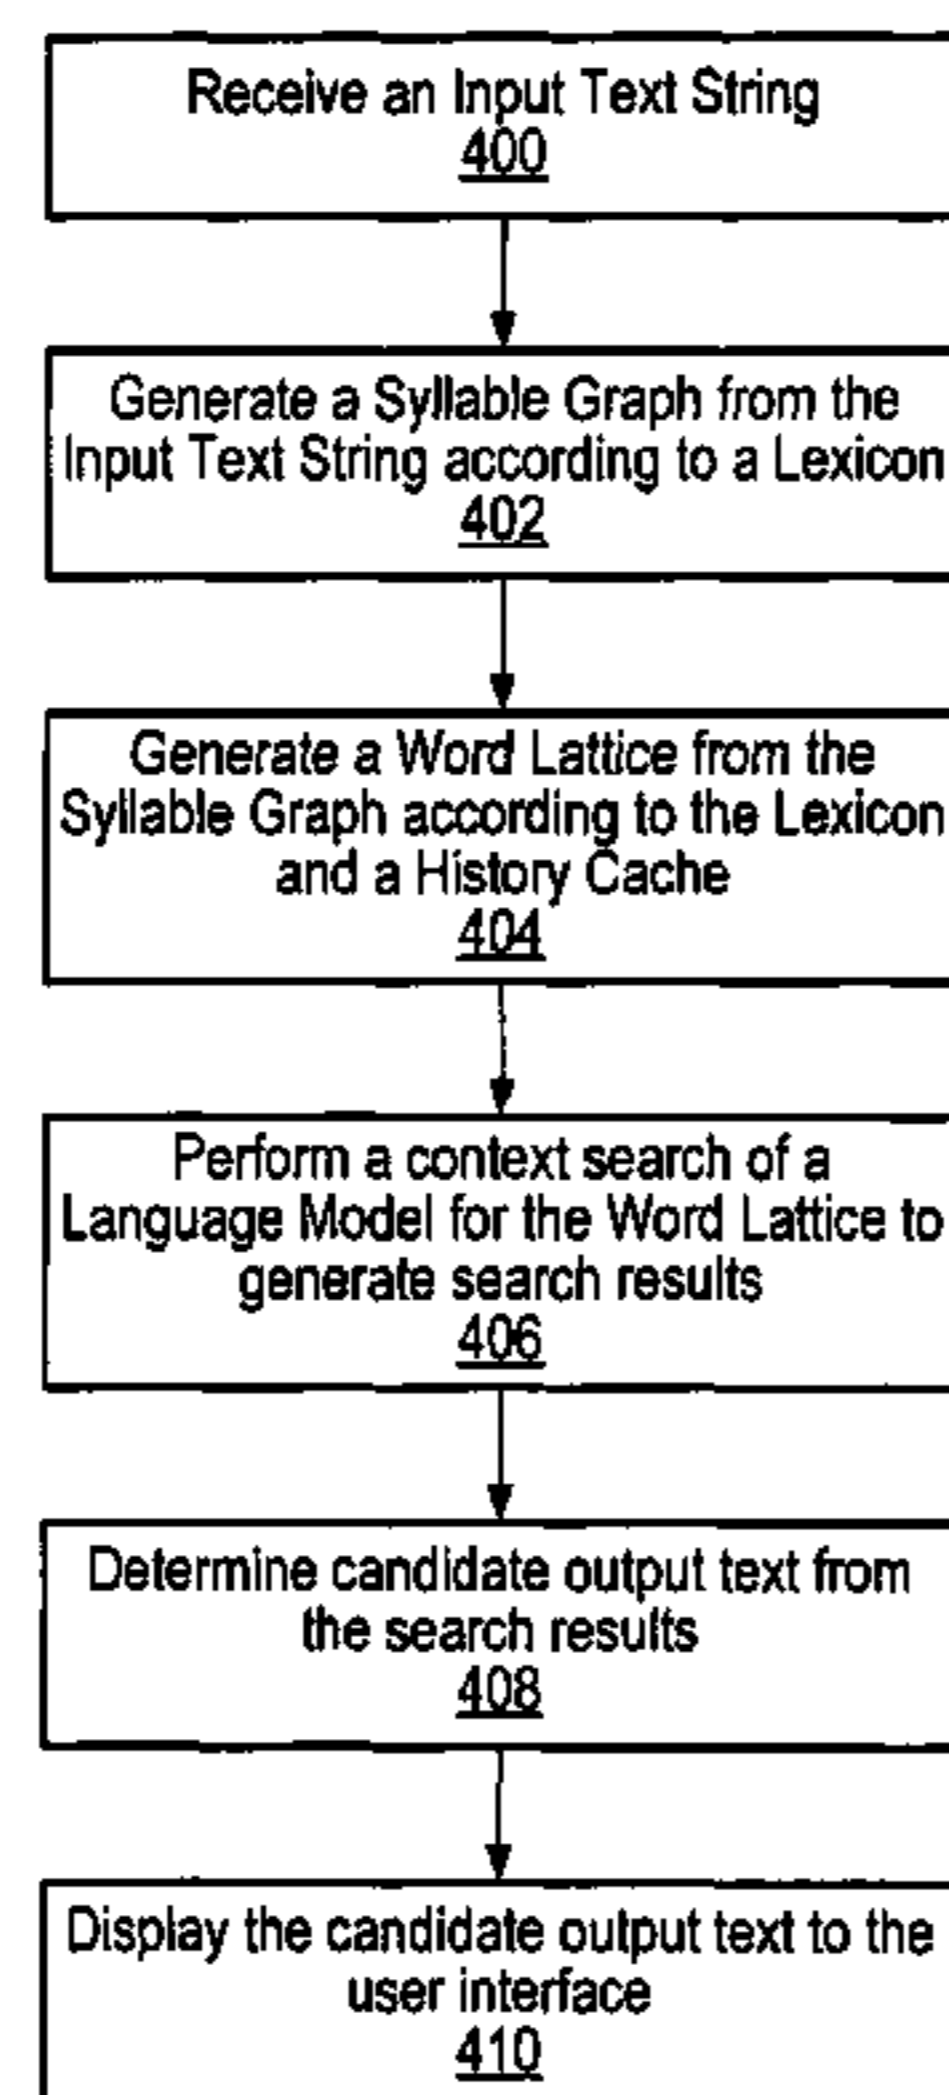 Receive an Input Text String
400
Generate a Syllable Graph from the
Input Text String according to a Lexicon
402
Generate a Word Lattice from the
Syllable Graph according to the Lexicon
and a History Cache
404
Perform a context search of a
Language Model for the Word Lattice to
generate search results
406
Determine candidate output text from
the search results
408
Display the candidate output text to the
user interface
410